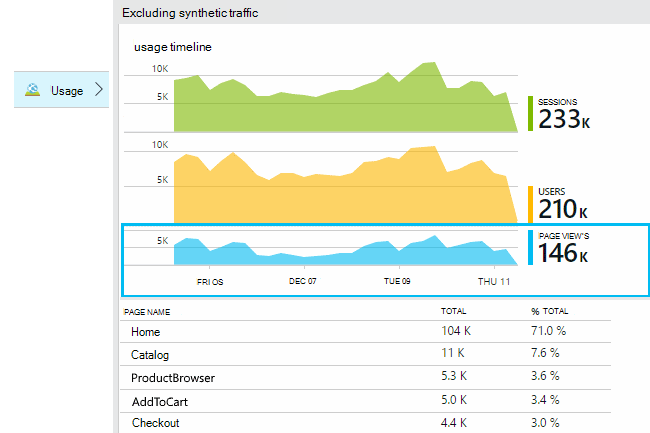 Excluding synthetic traffic
usage timeline
Usage
10K
5K
SESSIONS
233K
10K
5K
USERS
210K
5K
PAGE VIEW'S
146K
FRI OS DEC 07 TUE 09 THU 11
PAGE NAME TOTAL % TOTAL
Home 104 K 71.0 %
Catalog 11 K 7.6 %
ProductBrowser 5.3 K 3.6 %
AddToCart 5.0 K 3.4 %
Checkout 4.4 K 3.0 %